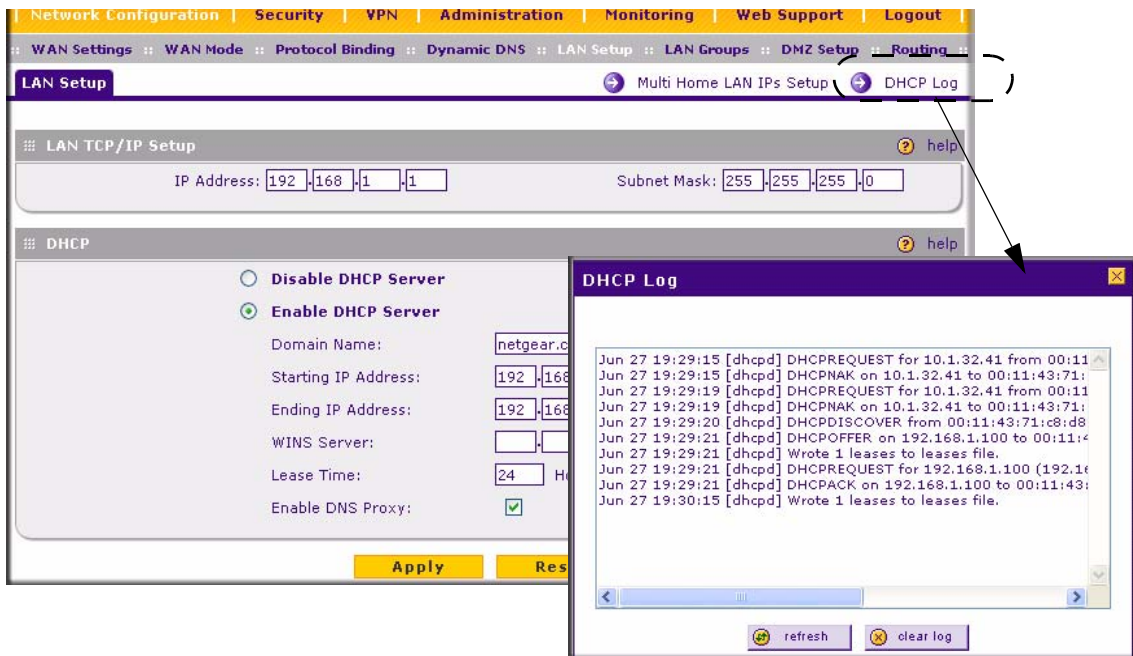 Network Configuration | Security | VPN | Administration | Monitoring | Web Support | Logout |
:: WAN Settings :: WAN Mode :: Protocol Binding :: Dynamic DNS :: LAN Setup :: LAN Groups :: DMZ Setup :: Routing ::
LAN Setup Multi Home LAN IPs Setup DHCP Log
LAN TCP/IP Setup help
IP Address: 192 .168 .1 .1 Subnet Mask: 255 .255 .255 .0
DHCP help
Disable DHCP Server
Enable DHCP Server
Domain Name: netgear.c
Starting IP Address: 192 .168
Ending IP Address: 192 .168
WINS Server: .
Lease Time: 24
Enable DNS Proxy:
Apply Res
DHCP Log
Jun 27 19:29:15 [dhcpd] DHCPREQUEST for 10.1.32.41 from 00:11
Jun 27 19:29:15 [dhcpd] DHCPNAK on 10.1.32.41 to 00:11:43:71:
Jun 27 19:29:19 [dhcpd] DHCPREQUEST for 10.1.32.41 from 00:11
Jun 27 19:29:19 [dhcpd] DHCPNAK on 10.1.32.41 to 00:11:43:71:
Jun 27 19:29:20 [dhcpd] DHCPDISCOVER from 00:11:43:71:c8:d8
Jun 27 19:29:21 [dhcpd] DHCPOFFER on 192.168.1.100 to 00:11:4
Jun 27 19:29:21 [dhcpd] Wrote 1 leases to leases file.
Jun 27 19:29:21 [dhcpd] DHCPREQUEST for 192.168.1.100 (192.16
Jun 27 19:29:21 [dhcpd] DHCPACK on 192.168.1.100 to 00:11:43:
Jun 27 19:30:15 [dhcpd] Wrote 1 leases to leases file.
refresh clear log